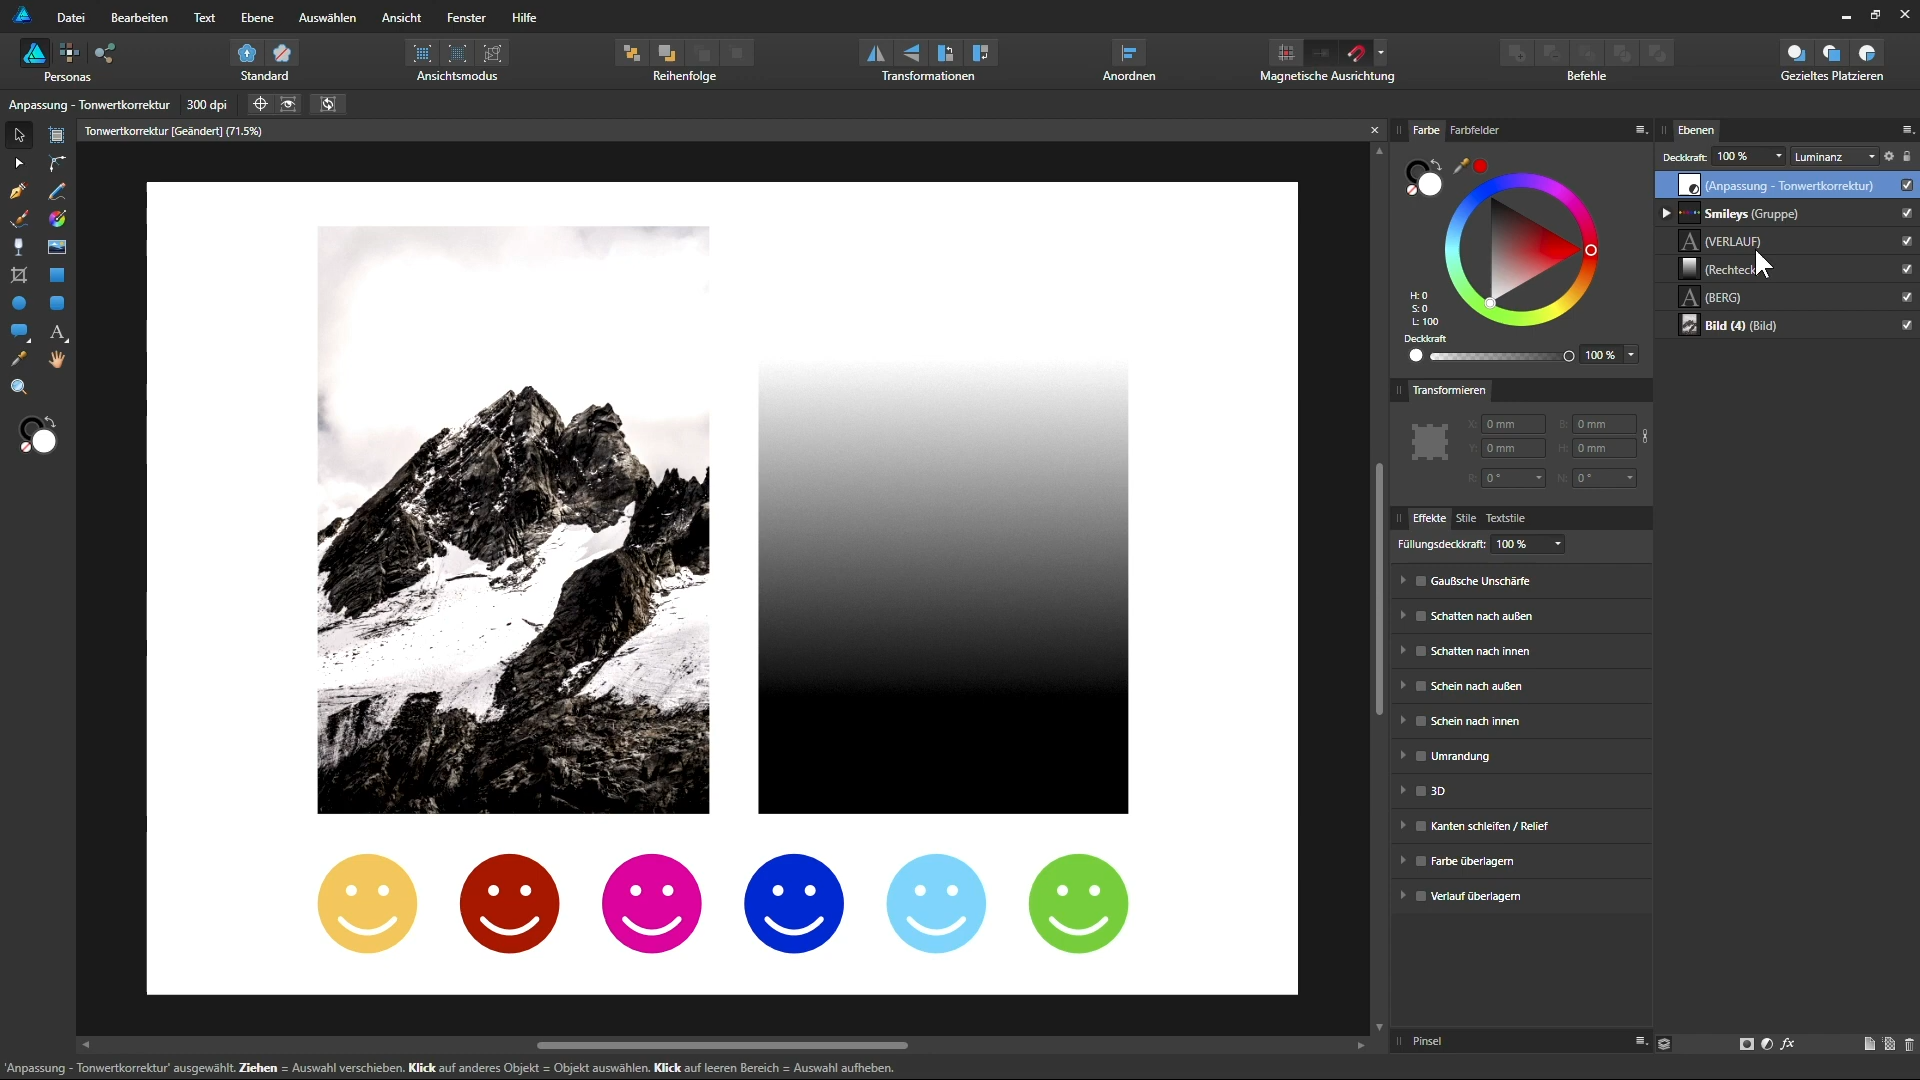 Datei Bearbeiten Text Ebene Auswählen Ansicht Fenster Hilfe
Personas Standard Ansichtsmodus Reihenfolge Transformationen Anordnen Magnetische Ausrichtung Befehle Gezieltes Platzieren
Anpassung - Tonwertkorrektur 300 dpi
Tonwertkorrektur [Geändert] (71.5%)
Farbe Farbfelder
H: 0
S: 0
L: 100
Deckkraft
100 %
Transformieren
X: 0 mm B: 0 mm
Y: 0 mm H: 0 mm
R: 0 ° N: 0 °
Effekte Stile Textstile
Füllungsdeckkraft: 100 %
Gaußsche Unschärfe
Schatten nach außen
Schatten nach innen
Schein nach außen
Schein nach innen
Umrandung
3D
Kanten schleifen / Relief
Farbe überlagern
Verlauf überlagern
Pinsel
Ebenen
Deckkraft: 100 % Luminanz
(Anpassung - Tonwertkorrektur)
Smileys (Gruppe)
A (VERLAUF)
(Rechteck
A (BERG)
Bild (4) (Bild)
fx
'Anpassung - Tonwertkorrektur' ausgewählt. Ziehen = Auswahl verschieben. Klick auf anderes Objekt = Objekt auswählen. Klick auf leeren Bereich = Auswahl aufheben.